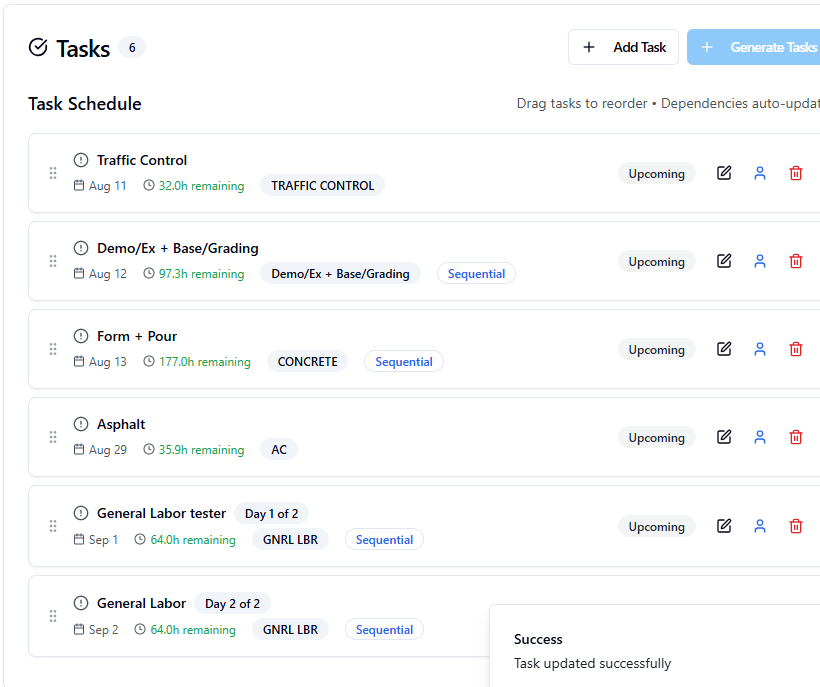 Tasks 6
Add Task
Generate Tasks
Task Schedule
Drag tasks to reorder • Dependencies auto-updat
Traffic Control
Aug 11 32.0h remaining TRAFFIC CONTROL
Upcoming
Demo/Ex + Base/Grading
Aug 12 97.3h remaining Demo/Ex + Base/Grading Sequential
Upcoming
Form + Pour
Aug 13 177.0h remaining CONCRETE Sequential
Upcoming
Asphalt
Aug 29 35.9h remaining AC
Upcoming
General Labor tester Day 1 of 2
Sep 1 64.0h remaining GNRL LBR Sequential
Upcoming
General Labor Day 2 of 2
Sep 2 64.0h remaining GNRL LBR Sequential
Success
Task updated successfully